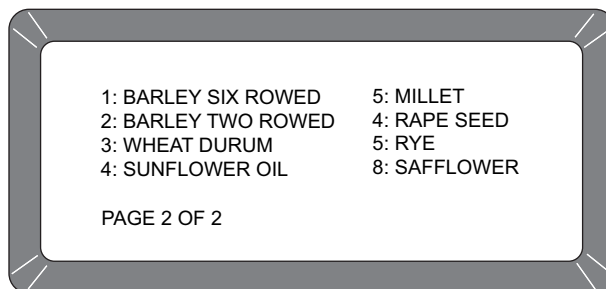 1: BARLEY SIX ROWED
2: BARLEY TWO ROWED
3: WHEAT DURUM
4: SUNFLOWER OIL
5: MILLET
4: RAPE SEED
5: RYE
8: SAFFLOWER
PAGE 2 OF 2